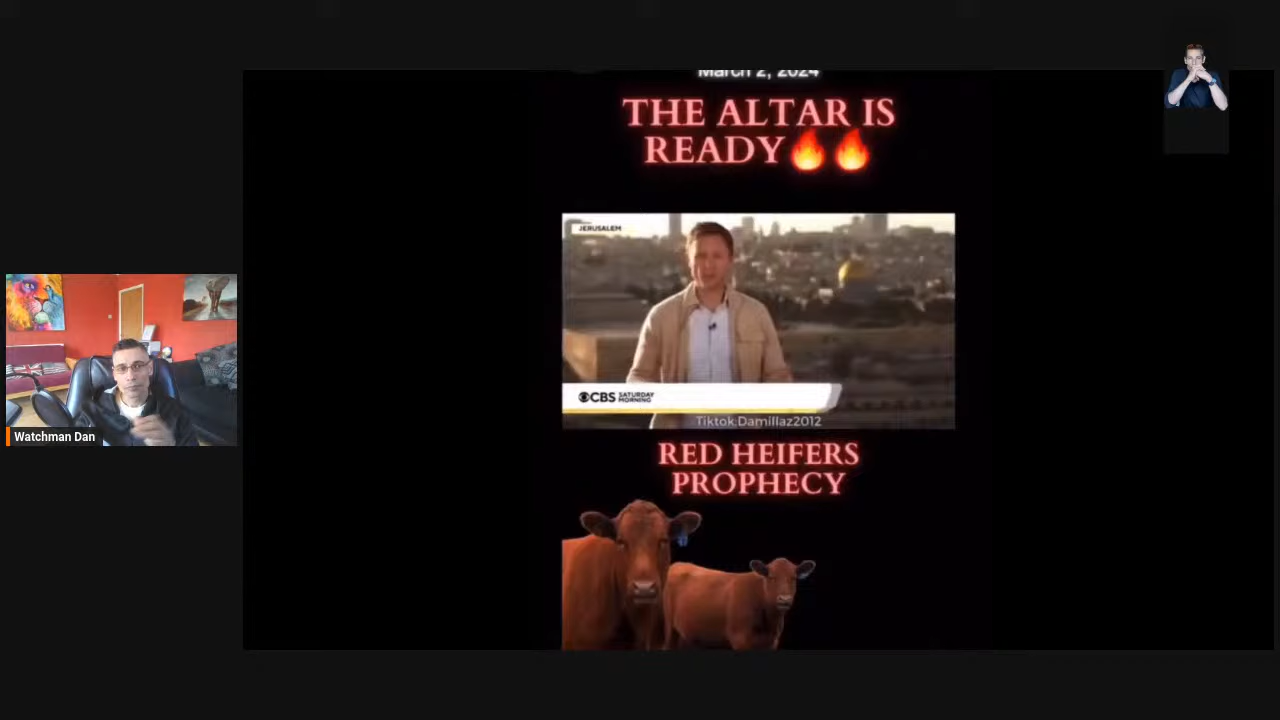 March 2, 2024
THE ALTAR IS
READY🔥🔥
JERUSALEM
CBS SATURDAY
MORNING
Tiktok:Damillaz2012
RED HEIFERS
PROPHECY
Watchman Dan